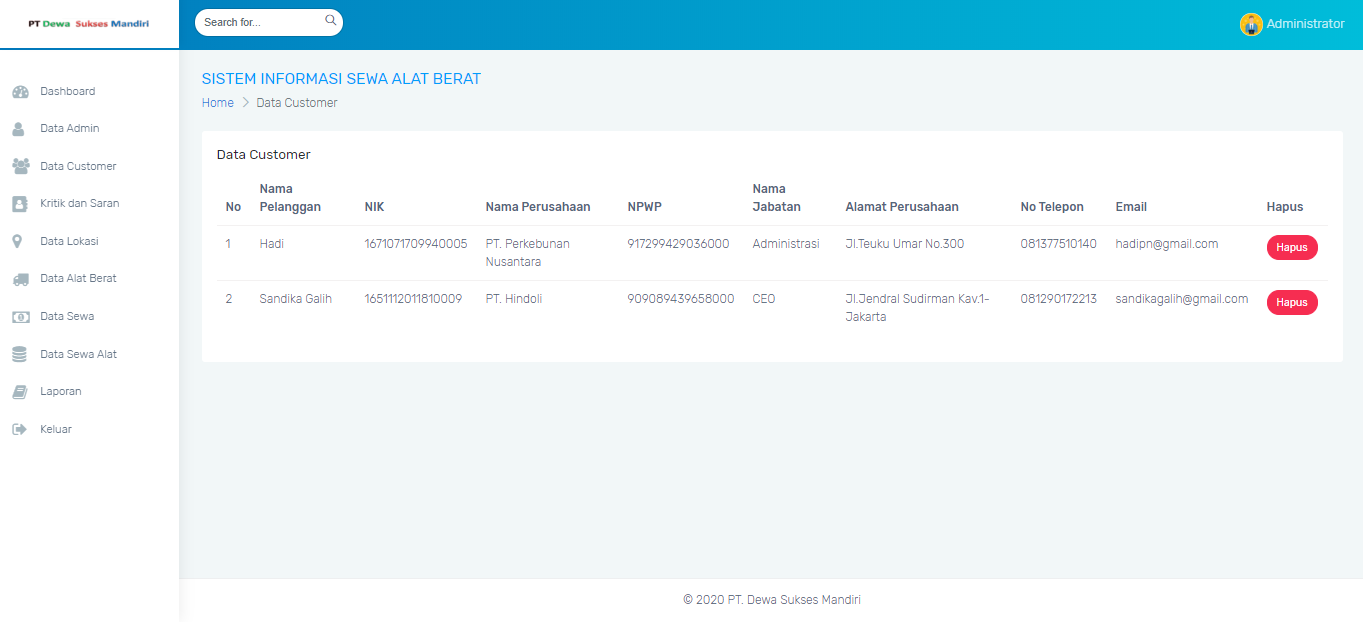 PT Dewa Sukses Mandiri
Search for...
Administrator
Dashboard
Data Admin
Data Customer
Kritik dan Saran
Data Lokasi
Data Alat Berat
Data Sewa
Data Sewa Alat
Laporan
Keluar
SISTEM INFORMASI SEWA ALAT BERAT
Home > Data Customer
Data Customer
No Nama Pelanggan NIK Nama Perusahaan NPWP Nama Jabatan Alamat Perusahaan No Telepon Email Hapus
1 Hadi 1671071709940005 PT. Perkebunan Nusantara 917299429036000 Administrasi Jl.Teuku Umar No.300 081377510140 hadipn@gmail.com Hapus
2 Sandika Galih 1651112011810009 PT. Hindoli 909089439658000 CEO Jl.Jendral Sudirman Kav.1-Jakarta 081290172213 sandikagalih@gmail.com Hapus
© 2020 PT. Dewa Sukses Mandiri